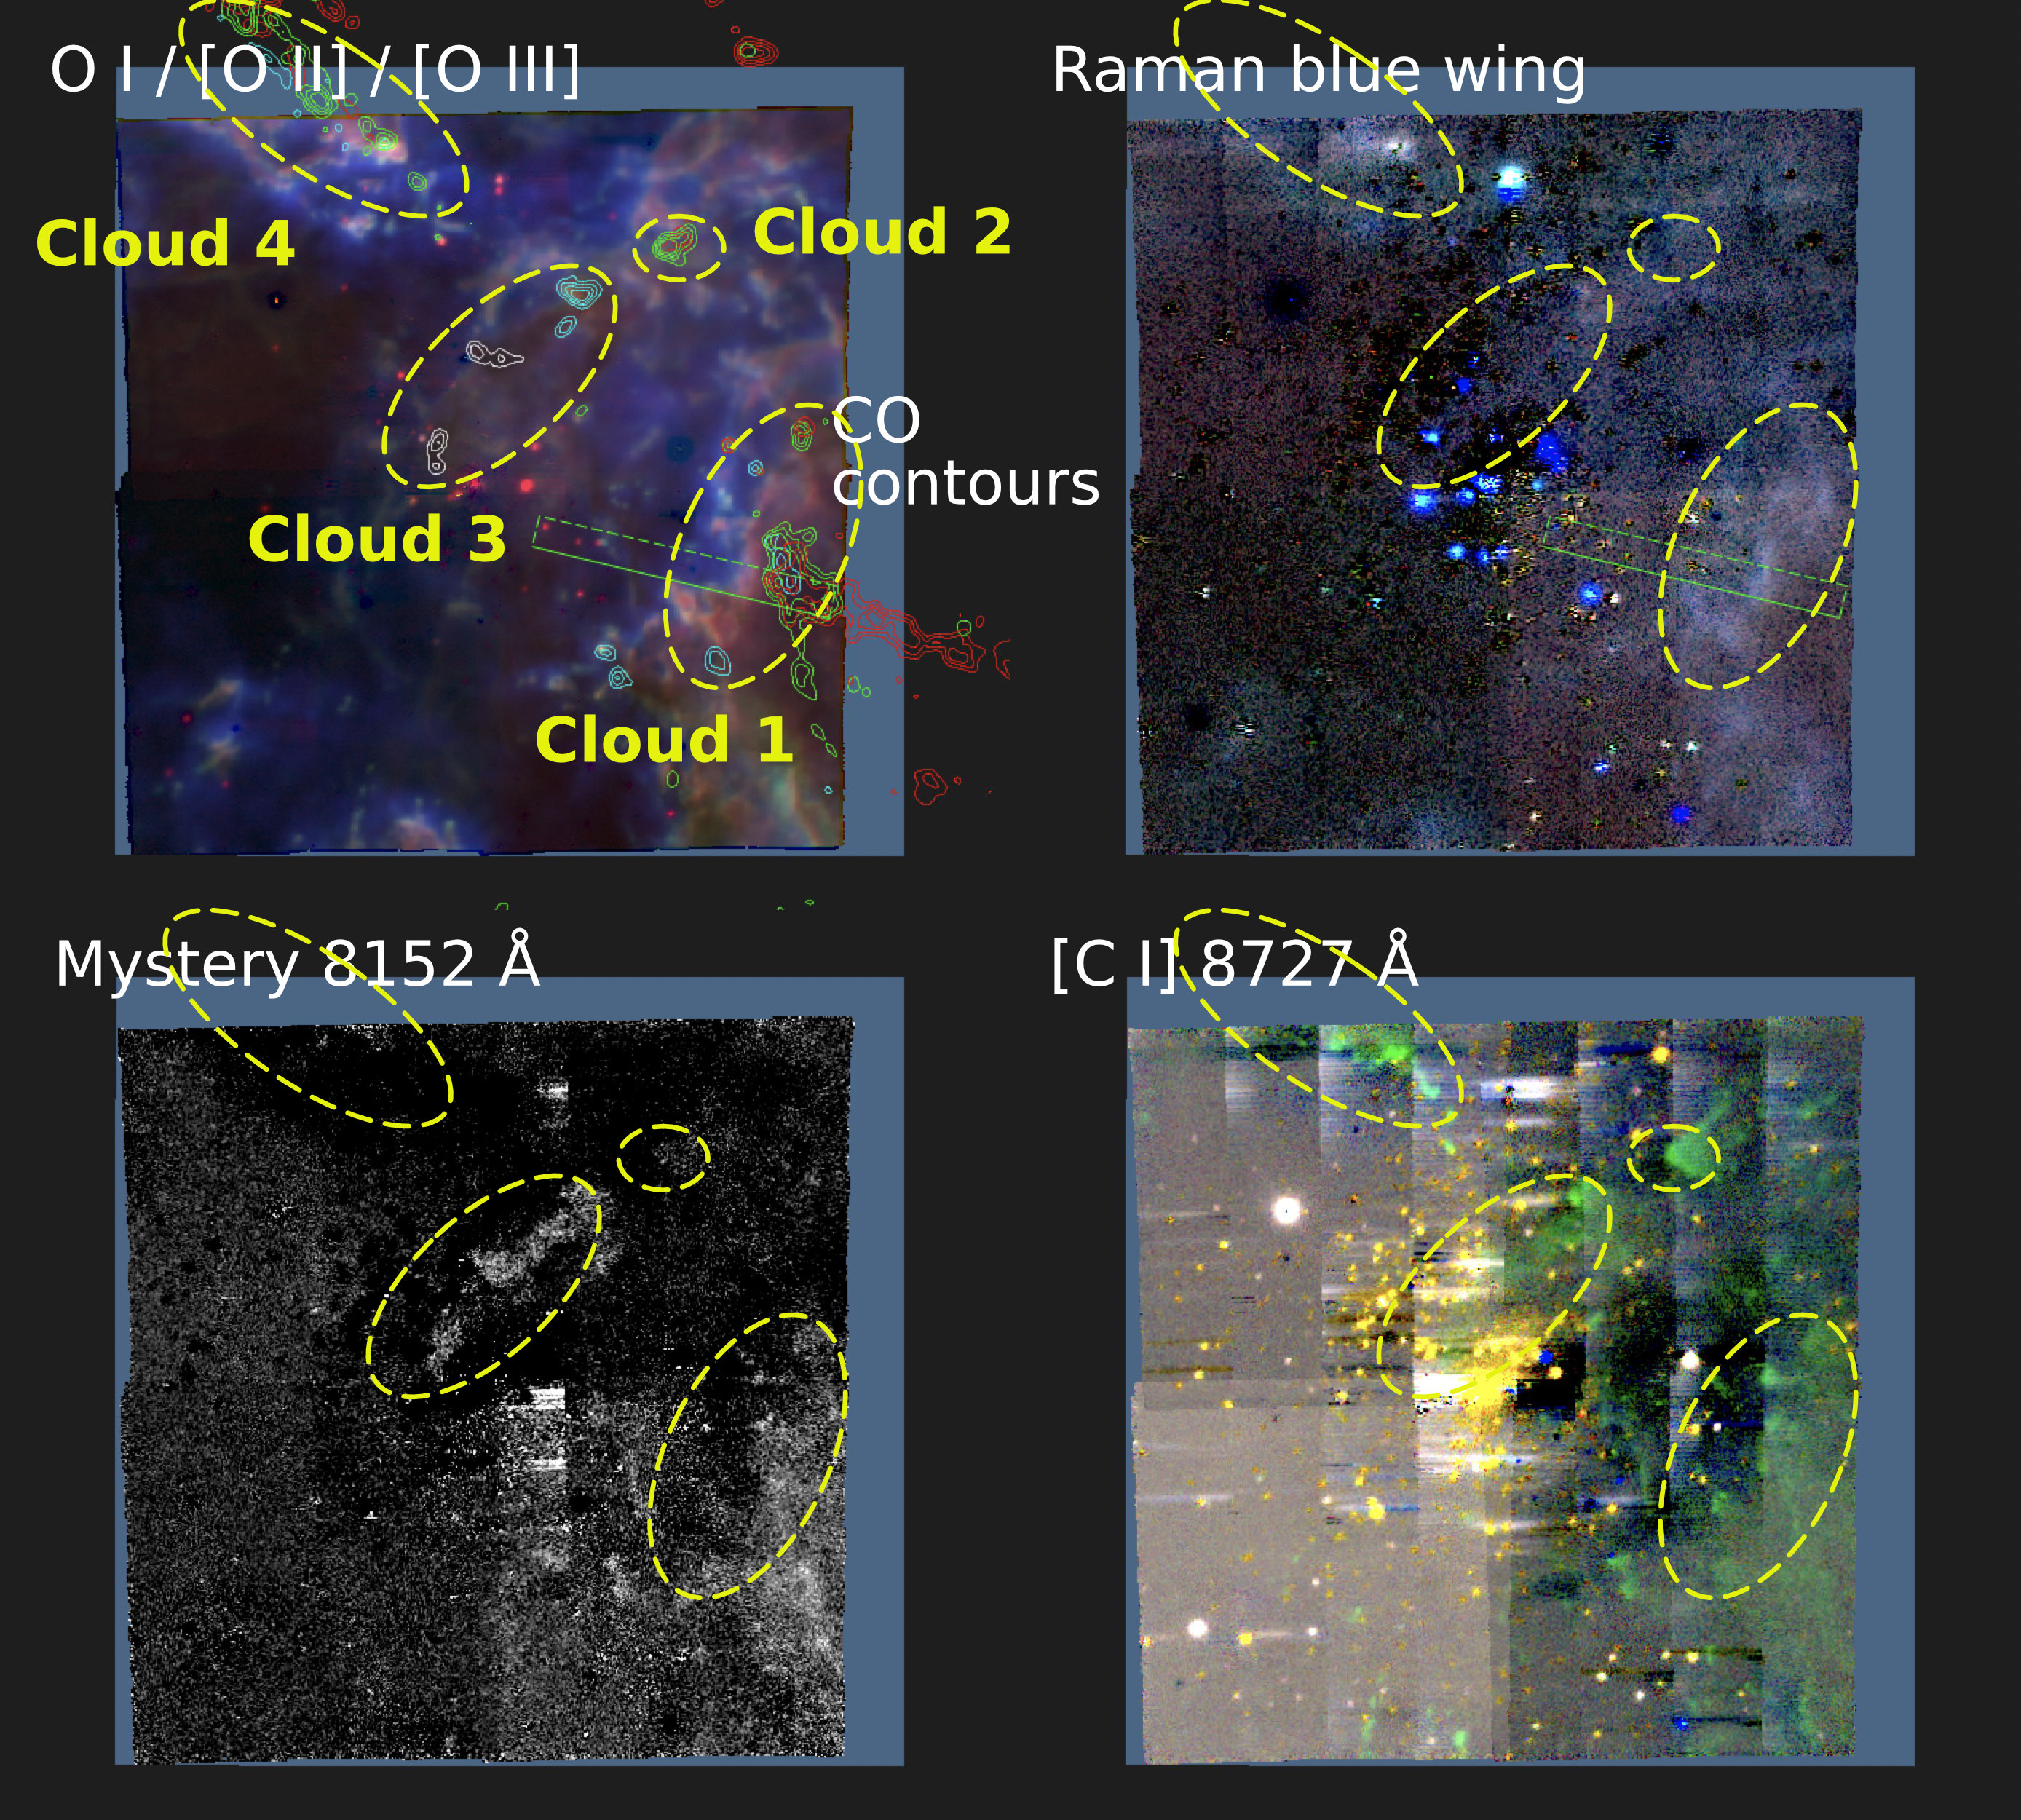 O I / [O II] / [O III]
Raman blue wing
Cloud 4
Cloud 2
CO
contours
Cloud 3
Cloud 1
Mystery 8152 Å
[C I] 8727 Å